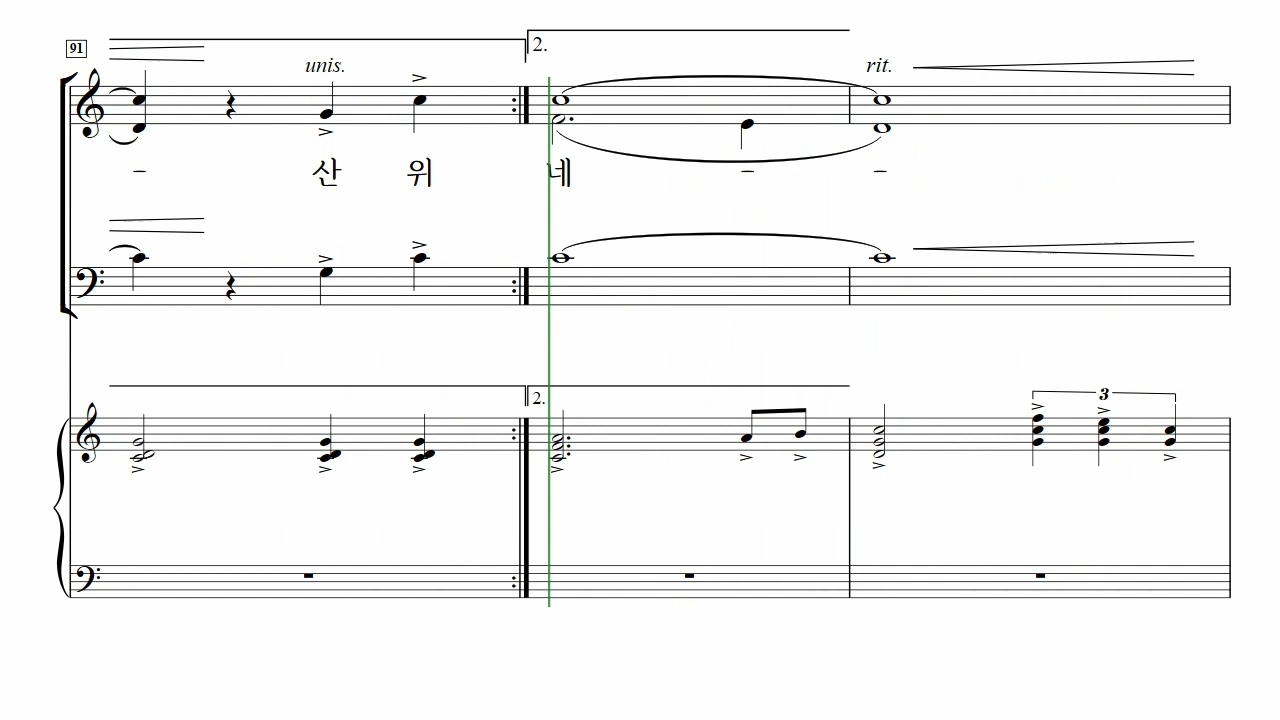 91
2.
unis.
rit.
- 산 위 네 - -
2.
3